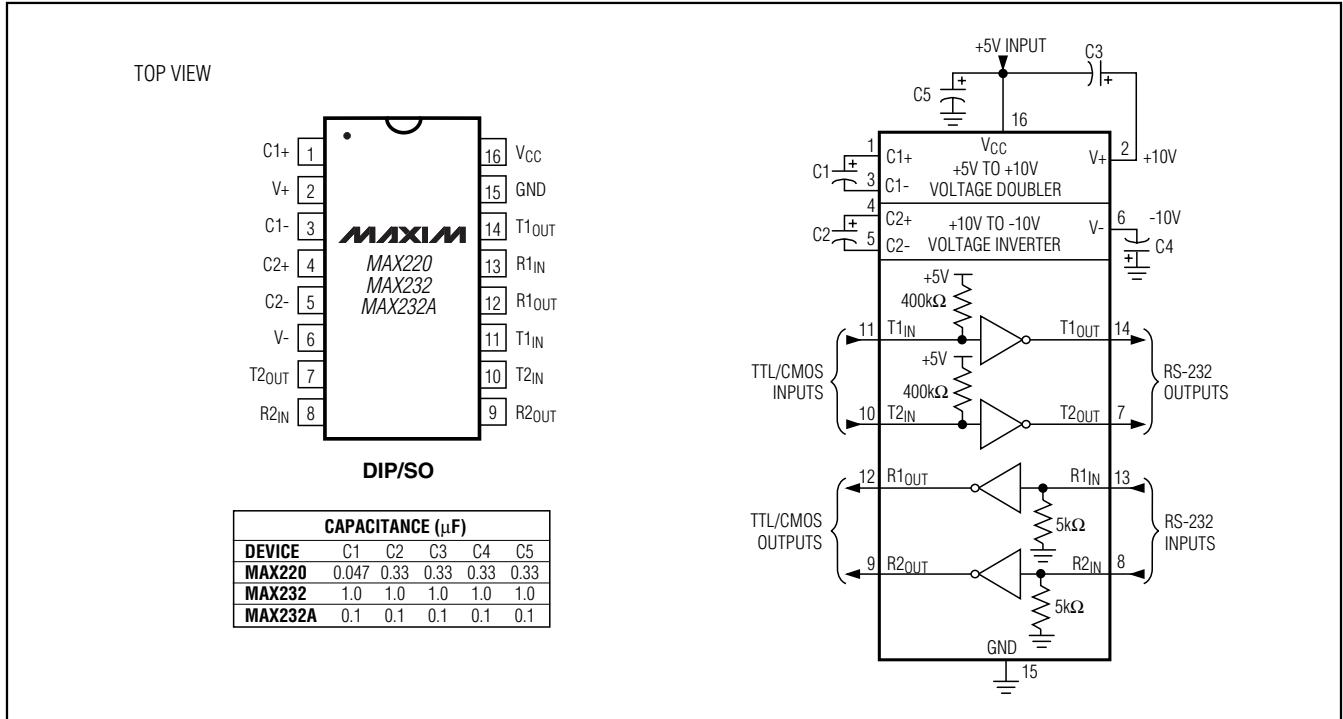 TOP VIEW
C1+ 1
V+ 2
C1- 3
C2+ 4
C2- 5
V- 6
T2OUT 7
R2IN 8
16 VCC
15 GND
14 T1OUT
13 R1IN
12 R1OUT
11 T1IN
10 T2IN
9 R2OUT
MAXIM
MAX220
MAX232
MAX232A
DIP/SO
CAPACITANCE (µF)
DEVICE C1 C2 C3 C4 C5
MAX220 0.047 0.33 0.33 0.33 0.33
MAX232 1.0 1.0 1.0 1.0 1.0
MAX232A 0.1 0.1 0.1 0.1 0.1
+5V INPUT
C3
+
C5
+
16
VCC
1
C1+
C1
+
3
C1-
+5V TO +10V
VOLTAGE DOUBLER
V+
2
+10V
+
4
C2+
C2
+
5
C2-
+10V TO -10V
VOLTAGE INVERTER
V-
6
-10V
C4
+
+5V
400kΩ
11 T1IN
T1OUT 14
+5V
400kΩ
TTL/CMOS
INPUTS
RS-232
OUTPUTS
10 T2IN
T2OUT 7
12 R1OUT
R1IN 13
5kΩ
TTL/CMOS
OUTPUTS
RS-232
INPUTS
9 R2OUT
R2IN 8
5kΩ
GND
15